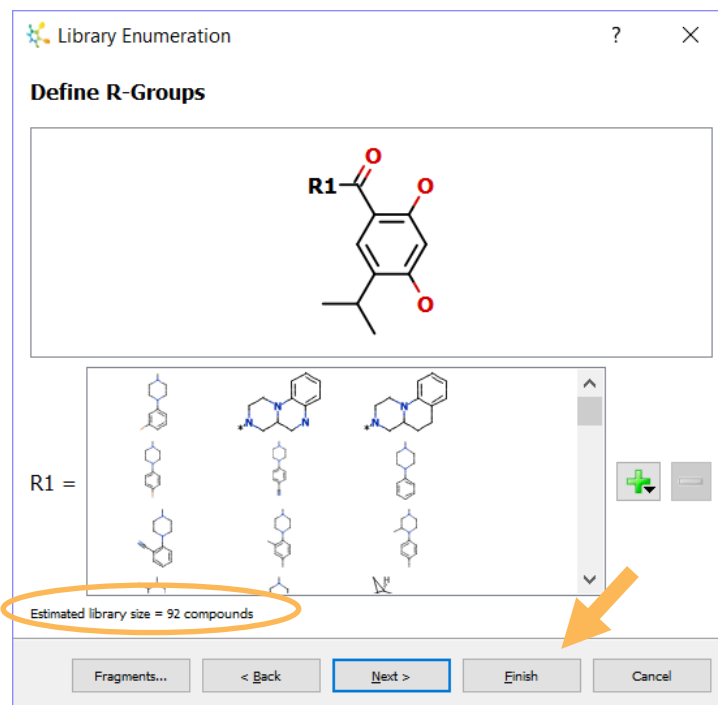 Library Enumeration ? X
Define R-Groups
O
R1 O
O
N N
*N N *N
R1 =
N H
Estimated library size = 92 compounds
Fragments... < Back Next > Finish Cancel